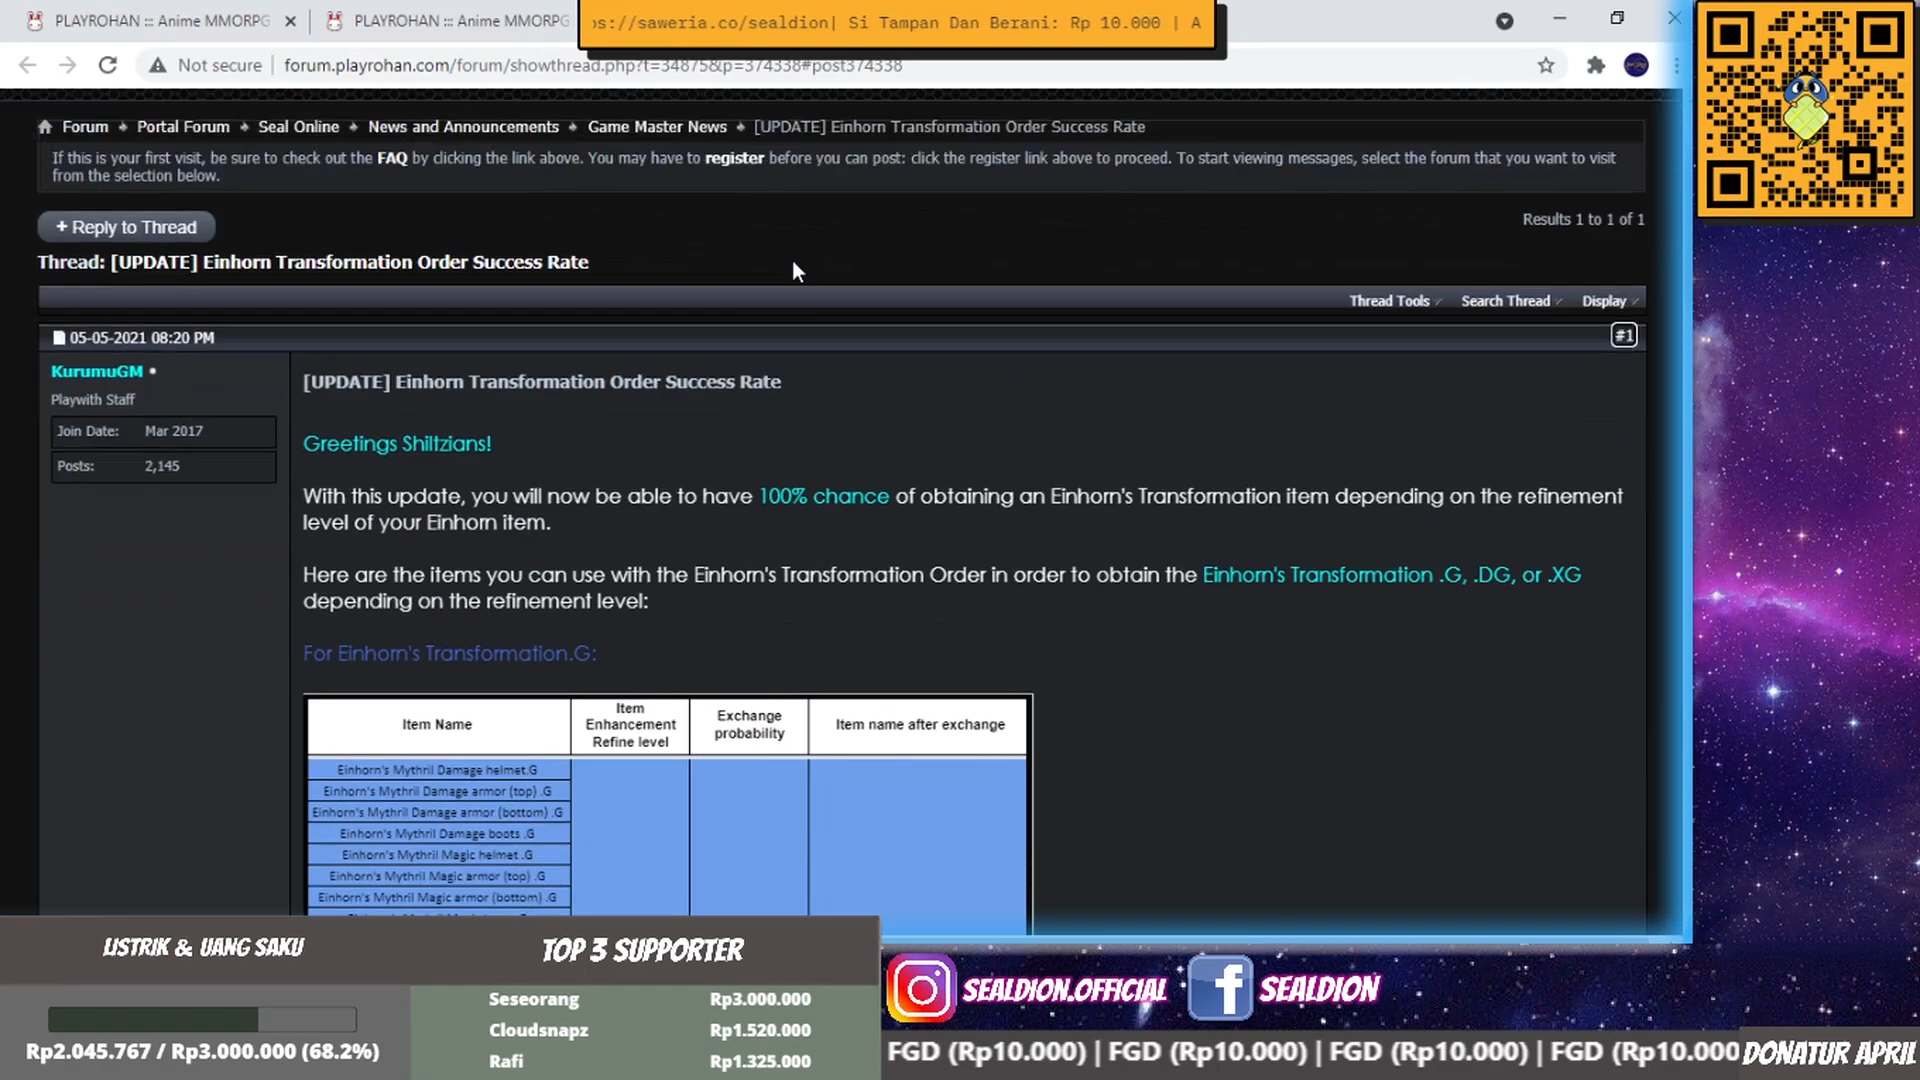 PLAYROHAN ::: Anime MMORPG
PLAYROHAN ::: Anime MMORPG
ps://saweria.co/sealdion| Si Tampan Dan Berani: Rp 10.000 | A
Not secure
forum.playrohan.com/forum/showthread.php?t=34875&p=374338#post374338
Forum Portal Forum Seal Online News and Announcements Game Master News [UPDATE] Einhorn Transformation Order Success Rate
If this is your first visit, be sure to check out the FAQ by clicking the link above. You may have to register before you can post: click the register link above to proceed. To start viewing messages, select the forum that you want to visit
from the selection below.
+ Reply to Thread
Results 1 to 1 of 1
Thread: [UPDATE] Einhorn Transformation Order Success Rate
Thread Tools Search Thread Display
05-05-2021 08:20 PM
#1
KurumuGM
Playwith Staff
Join Date: Mar 2017
Posts: 2,145
[UPDATE] Einhorn Transformation Order Success Rate
Greetings Shiltzians!
With this update, you will now be able to have 100% chance of obtaining an Einhorn's Transformation item depending on the refinement
level of your Einhorn item.
Here are the items you can use with the Einhorn's Transformation Order in order to obtain the Einhorn's Transformation .G, .DG, or .XG
depending on the refinement level:
For Einhorn's Transformation.G:
Item Name
Item
Enhancement
Refine level
Exchange
probability
Item name after exchange
Einhorn's Mythril Damage helmet.G
Einhorn's Mythril Damage armor (top) .G
Einhorn's Mythril Damage armor (bottom) .G
Einhorn's Mythril Damage boots .G
Einhorn's Mythril Magic helmet .G
Einhorn's Mythril Magic armor (top) .G
Einhorn's Mythril Magic armor (bottom) .G
LISTRIK & UANG SAKU
Rp2.045.767 / Rp3.000.000 (68.2%)
TOP 3 SUPPORTER
Seseorang Rp3.000.000
Cloudsnapz Rp1.520.000
Rafi Rp1.325.000
SEALDION.OFFICIAL
SEALDION
FGD (Rp10.000) | FGD (Rp10.000) | FGD (Rp10.000) | FGD (Rp10.000
DONATUR APRIL